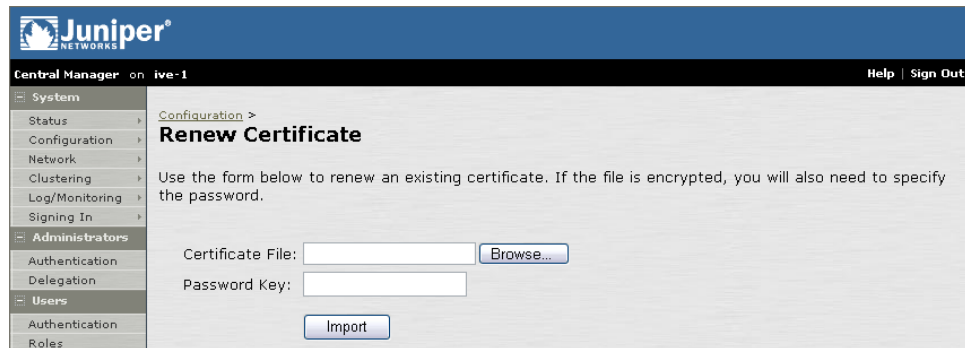 Juniper®
NETWORKS
Central Manager on ive-1
Help | Sign Out
System
Status
Configuration
Network
Clustering
Log/Monitoring
Signing In
Administrators
Authentication
Delegation
Users
Authentication
Roles
Configuration >
Renew Certificate
Use the form below to renew an existing certificate. If the file is encrypted, you will also need to specify
the password.
Certificate File:
Browse...
Password Key:
Import